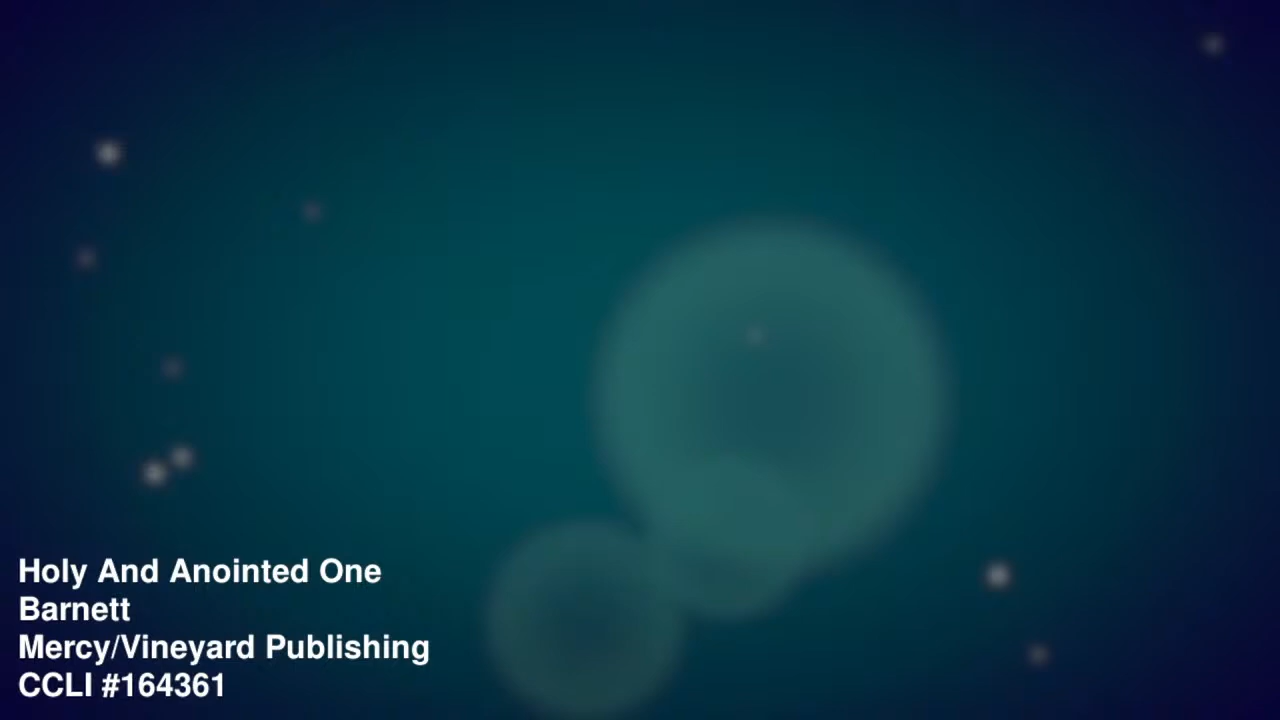 Holy And Anointed One
Barnett
Mercy/Vineyard Publishing
CCLI #164361